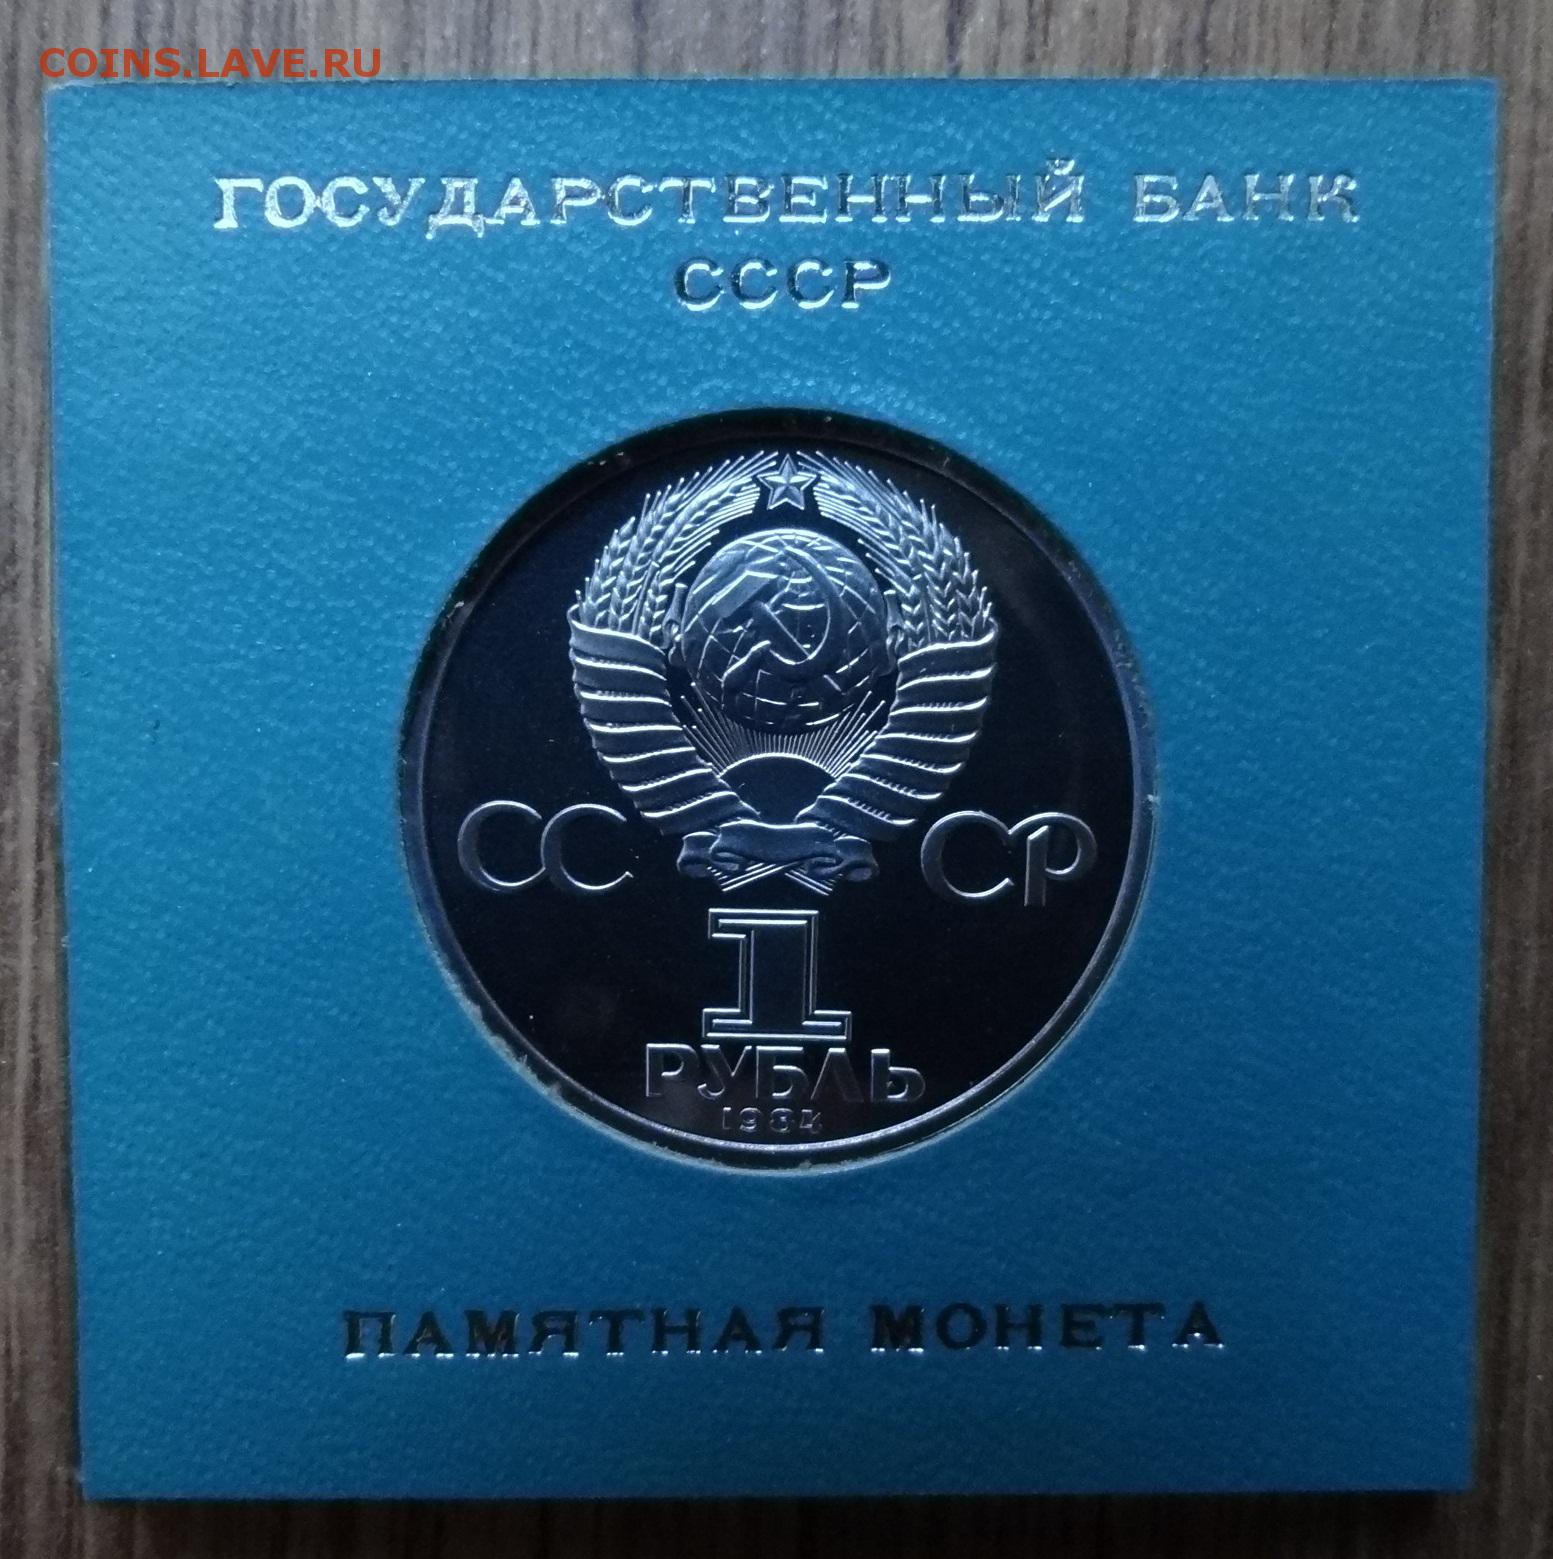 COINS.LAVE.RU
ГОСУДАРСТВЕННЫЙ БАНК
СССР
СС СР
1
РУБЛЬ
1984
ПАМЯТНАЯ МОНЕТА